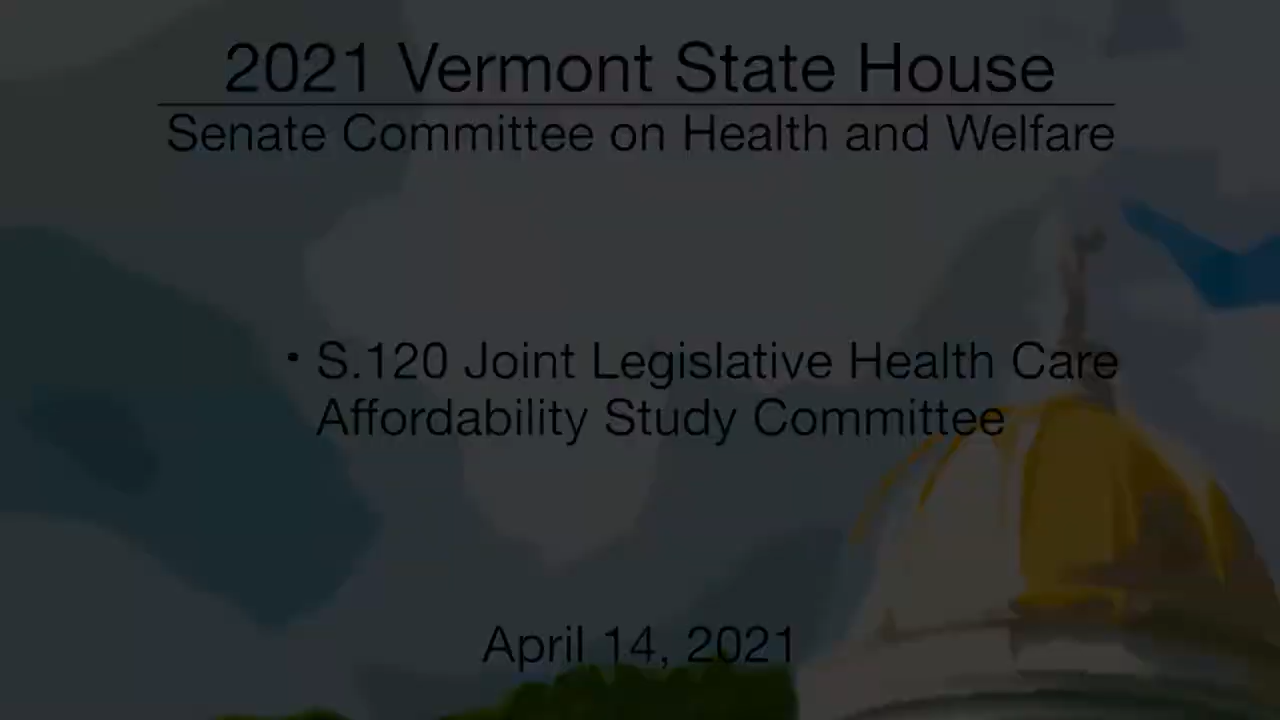 2021 Vermont State House
Senate Committee on Health and Welfare
• S.120 Joint Legislative Health Care
Affordability Study Committee
April 14, 2021